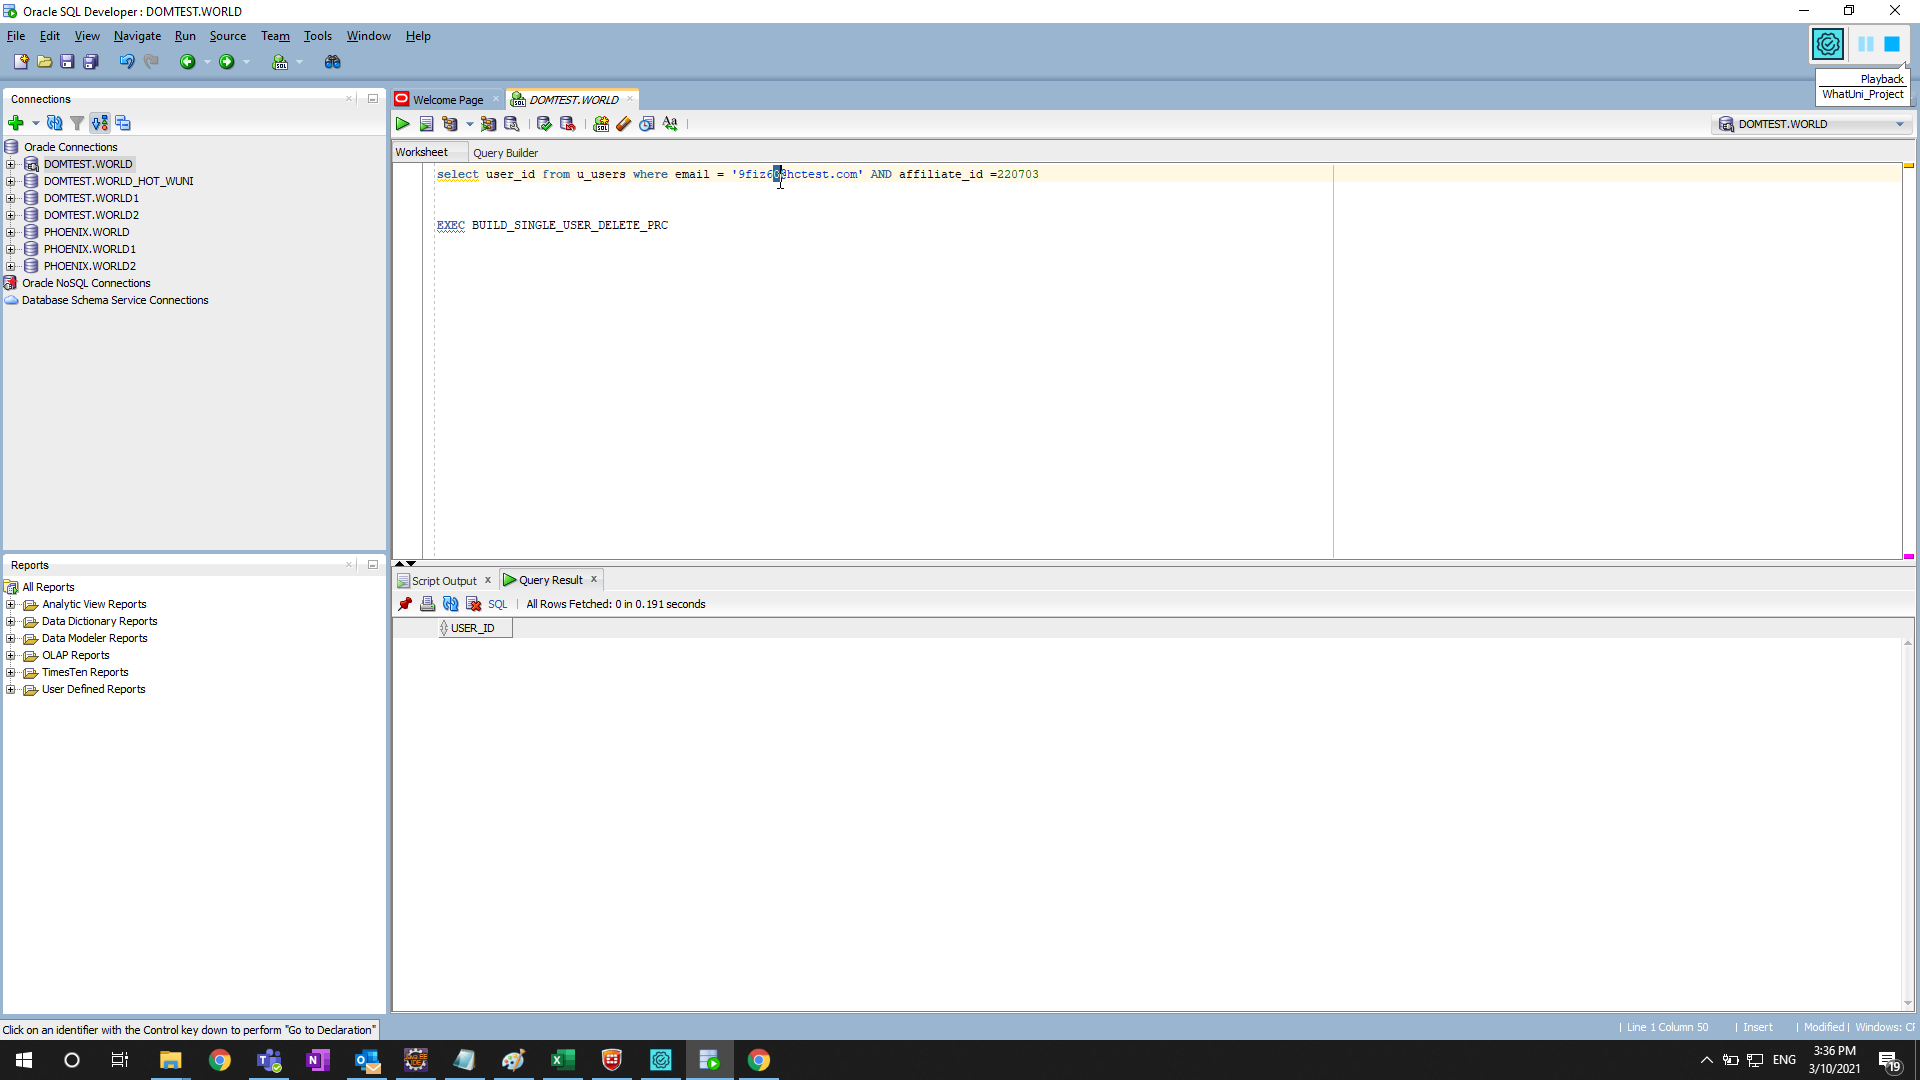 Oracle SQL Developer : DOMTEST.WORLD
File Edit View Navigate Run Source Team Tools Window Help
Playback
WhatUni_Project
Connections
Oracle Connections
DOMTEST.WORLD
DOMTEST.WORLD_HOT_WUNI
DOMTEST.WORLD1
DOMTEST.WORLD2
PHOENIX.WORLD
PHOENIX.WORLD1
PHOENIX.WORLD2
Oracle NoSQL Connections
Database Schema Service Connections
Reports
All Reports
Analytic View Reports
Data Dictionary Reports
Data Modeler Reports
OLAP Reports
TimesTen Reports
User Defined Reports
Welcome Page DOMTEST.WORLD
DOMTEST.WORLD
Worksheet Query Builder
select user_id from u_users where email = '9fiz60@hctest.com' AND affiliate_id =220703
EXEC BUILD_SINGLE_USER_DELETE_PRC
Script Output Query Result
SQL All Rows Fetched: 0 in 0.191 seconds
USER_ID
Click on an identifier with the Control key down to perform "Go to Declaration"
Line 1 Column 50 Insert Modified Windows: CF
ENG
3:36 PM
3/10/2021
19